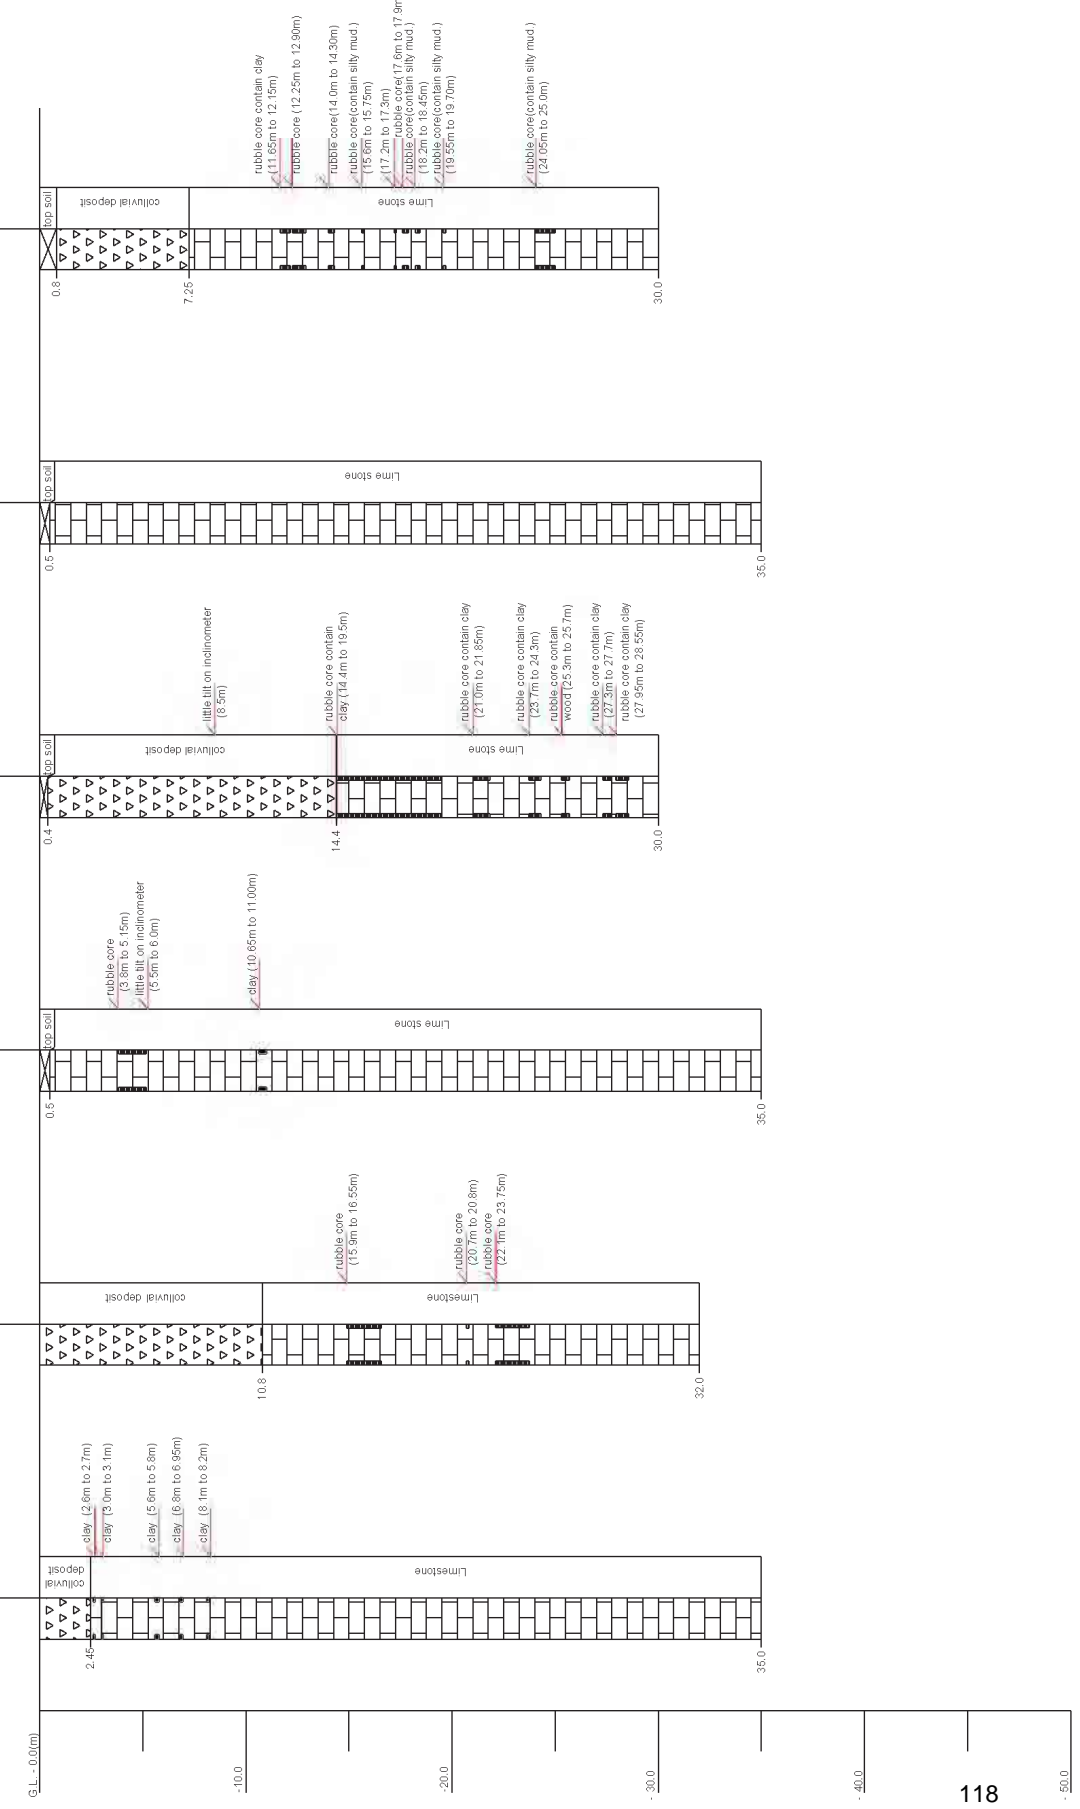 G.L. - 0.0(m)
- 10.0
- 20.0
- 30.0
- 40.0
- 50.0
2.45
35.0
colluvial
deposit
Limestone
clay (2.6m to 2.7m)
clay (3.0m to 3.1m)
clay (5.6m to 5.8m)
clay (6.8m to 6.95m)
clay (8.1m to 8.2m)
10.8
32.0
colluvial deposit
Limestone
rubble core
(15.9m to 16.55m)
rubble core
(20.7m to 20.8m)
rubble core
(22.1m to 23.75m)
0.5
35.0
top soil
Lime stone
rubble core
(3.8m to 5.15m)
little tilt on inclinometer
(5.5m to 6.0m)
clay (10.65m to 11.00m)
0.4
14.4
30.0
top soil
colluvial deposit
Lime stone
little tilt on inclinometer
(8.5m)
rubble core contain
clay (14.4m to 19.5m)
rubble core contain clay
(21.0m to 21.85m)
rubble core contain clay
(23.7m to 24.3m)
rubble core contain
wood (25.3m to 25.7m)
rubble core contain clay
(27.3m to 27.7m)
rubble core contain clay
(27.95m to 28.55m)
0.5
35.0
top soil
Lime stone
0.8
7.25
30.0
top soil
colluvial deposit
Lime stone
rubble core contain clay
(11.65m to 12.15m)
rubble core (12.25m to 12.90m)
rubble core(14.0m to 14.30m)
rubble core(contain silty mud.)
(15.6m to 15.75m)
(17.2m to 17.3m)
rubble core(17.6m to 17.9m
rubble core(contain silty mud.)
(18.2m to 18.45m)
rubble core(contain silty mud.)
(19.55m to 19.70m)
rubble core(contain silty mud.)
(24.05m to 25.0m)
118